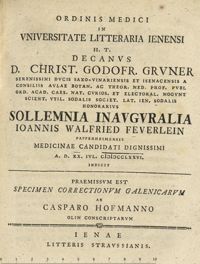 ORDINIS MEDICI
IN
VNIVERSITATE LITTERARIA IENENSI
H. T.
DECANVS
D. CHRIST. GODOFR. GRVNER
SERENISSIMI DVCIS SAXO-VINARIENSIS ET ISENACENSIS A
CONSILIIS AVLAE BOTAN. AC THEOR. MED. PROF. PVBL.
ORD. ACAD. CAES. NAT. CVRIOS. ET ELECTORAL. MOGVNT
SCIENT. VTIL. SODALIS SOCIET. LAT. IEN. SODALIS
HONORARIVS
SOLLEMNIA INAVGVRALIA
IOANNIS WALFRIED FEVERLEIN
MEDICINAE CANDIDATI DIGNISSIMI
A. D. XX. IVL.
INDICIT
PRAEMISSVM EST
SPECIMEN CORRECTIONVM GALENICARVM
AB
CASPARO HOFMANNO
OLIM CONSCRIPTARVM
IENAE
LITTERIS STRAVSSIANIS.